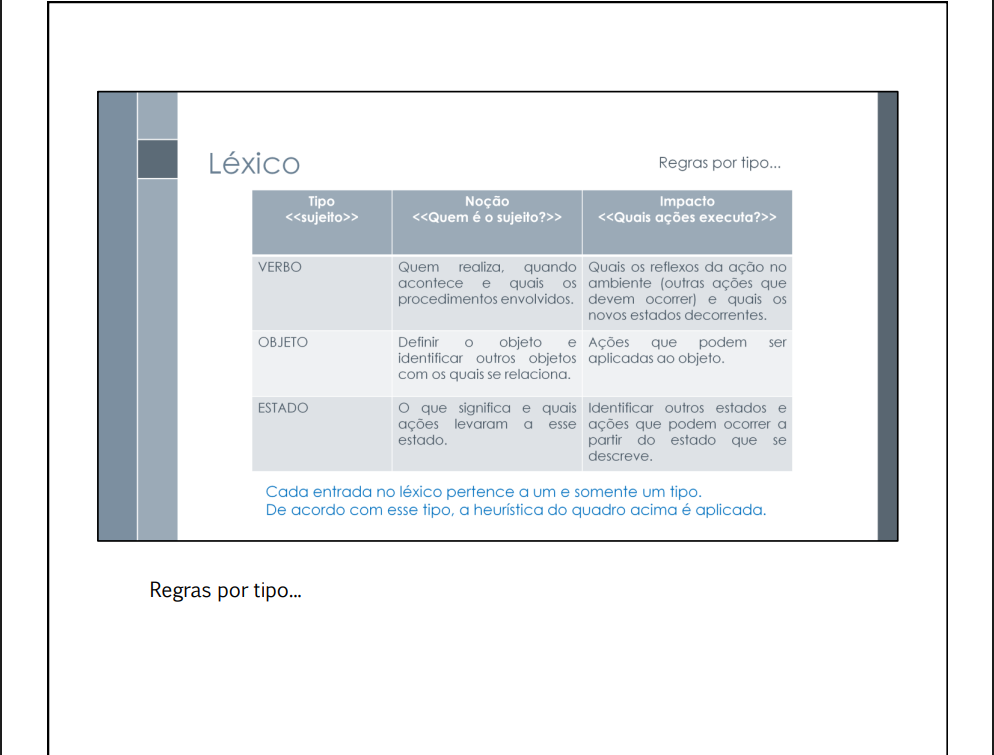 Léxico
Regras por tipo...
Tipo
<<sujeito>>
Noção
<<Quem é o sujeito?>>
Impacto
<<Quais ações executa?>>
VERBO
Quem realiza, quando
acontece e quais os
procedimentos envolvidos.
Quais os reflexos da ação no
ambiente (outras ações que
devem ocorrer) e quais os
novos estados decorrentes.
OBJETO
Definir o objeto e
identificar outros objetos
com os quais se relaciona.
Ações que podem ser
aplicadas ao objeto.
ESTADO
O que significa e quais
ações levaram a esse
estado.
Identificar outros estados e
ações que podem ocorrer a
partir do estado que se
descreve.
Cada entrada no léxico pertence a um e somente um tipo.
De acordo com esse tipo, a heurística do quadro acima é aplicada.
Regras por tipo...